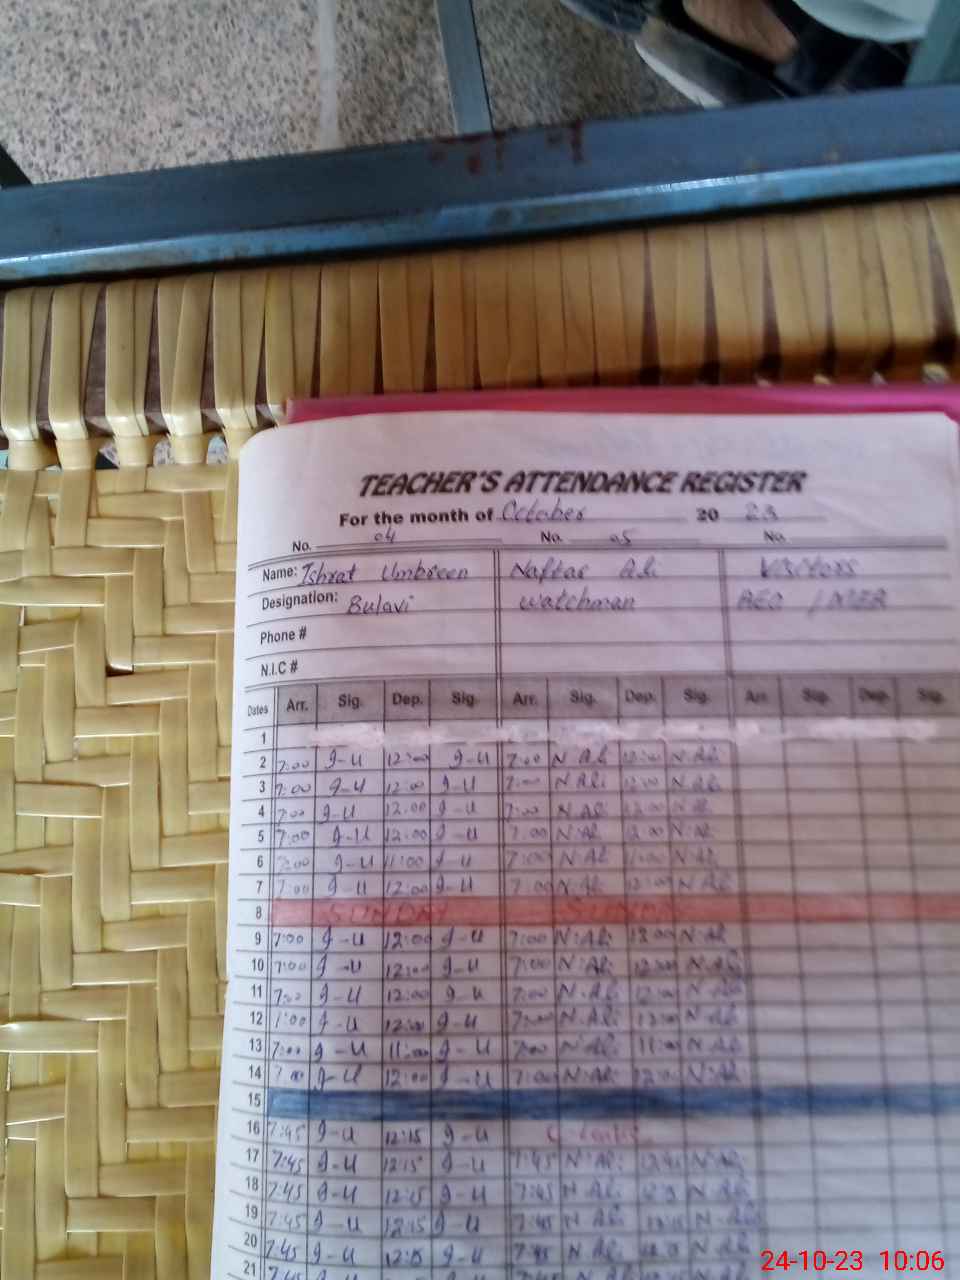 TEACHER'S ATTENDANCE REGISTER
For the month of October 20 23
No. 04 No. 05 No.
Name: Ishrat Umbreen Naftar Ali Visitors
Designation: Bulavi Watchman AEO /
Phone #
N.I.C #
Dates Arr. Sig. Dep. Sig. Arr. Sig. Dep. Sig. Arr. Sig. Dep. Sig.
1
2 7:00 I-U 12:00 I-U 7:00 N Ali 12:00 N.Ali
3 7:00 I-U 12:00 I-U 7:00 N Ali 12:00 N.Ali
4 7:00 I-U 12:00 I-U 7:00 N.Ali 12:00 N.Ali
5 7:00 I-U 12:00 I-U 7:00 N.Ali 12:00 N.Ali
6 7:00 I-U 11:00 I-U 7:00 N.Ali 11:00 N.Ali
7 7:00 I-U 12:00 I-U 7:00 N.Ali 12:00 N.Ali
8 SUNDAY SUNDAY
9 7:00 I-U 12:00 I-U 7:00 N.Ali 12:00 N.Ali
10 7:00 I-U 12:00 I-U 7:00 N.Ali 12:00 N.Ali
11 7:00 I-U 12:00 I-U 7:00 N.Ali 12:00 N.Ali
12 7:00 I-U 12:00 I-U 7:00 N.Ali 12:00 N.Ali
13 7:00 I-U 11:00 I-U 7:00 N.Ali 11:00 N.Ali
14 7:00 I-U 12:00 I-U 7:00 N.Ali 12:00 N.Ali
15
16 7:45 I-U 12:15 I-U
17 7:45 I-U 12:15 I-U 7:45 N.Ali N.Ali
18 7:45 I-U 12:15 I-U 7:45 N.Ali N.Ali
19 7:45 I-U 12:15 I-U 7:45 N.Ali 12:15 N.Ali
20 7:45 I-U 12:15 I-U 7:45 N.Ali N.Ali
21 7:45
24-10-23 10:06